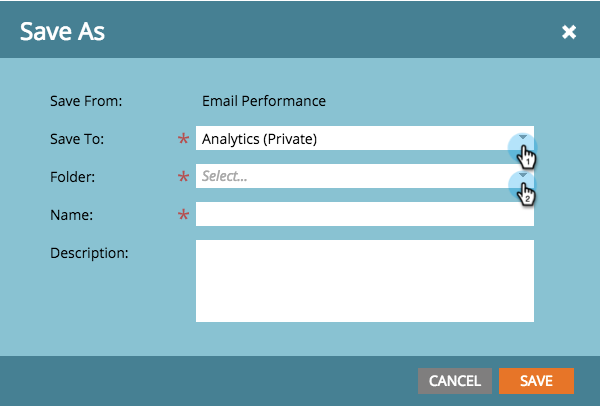 Save As
Save From: Email Performance
Save To: * Analytics (Private)
1
Folder: * Select...
2
Name: *
Description:
CANCEL SAVE